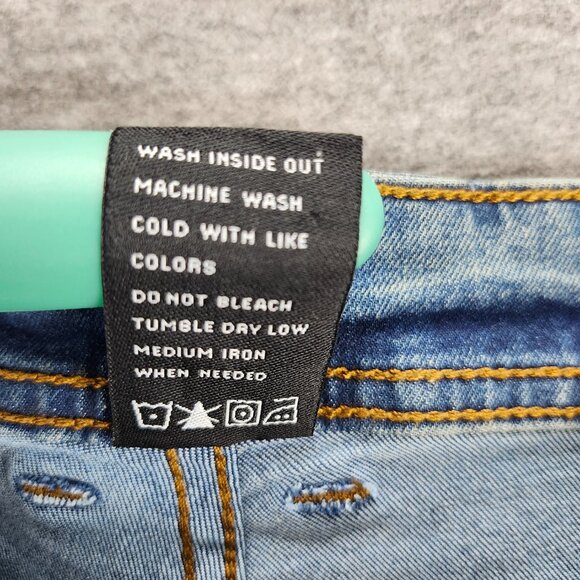 WASH INSIDE OUT
MACHINE WASH
COLD WITH LIKE
COLORS
DO NOT BLEACH
TUMBLE DRY LOW
MEDIUM IRON
WHEN NEEDED